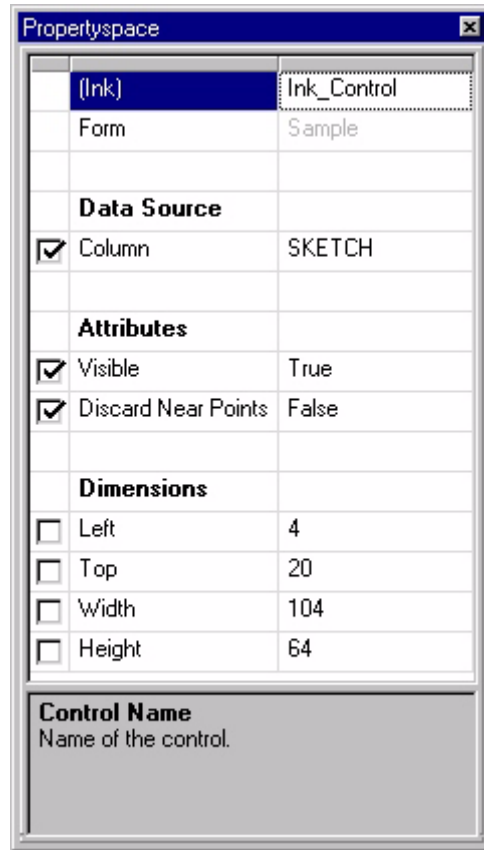 Propertyspace
(Ink) Ink_Control
Form Sample
Data Source
Column SKETCH
Attributes
Visible True
Discard Near Points False
Dimensions
Left 4
Top 20
Width 104
Height 64
Control Name
Name of the control.